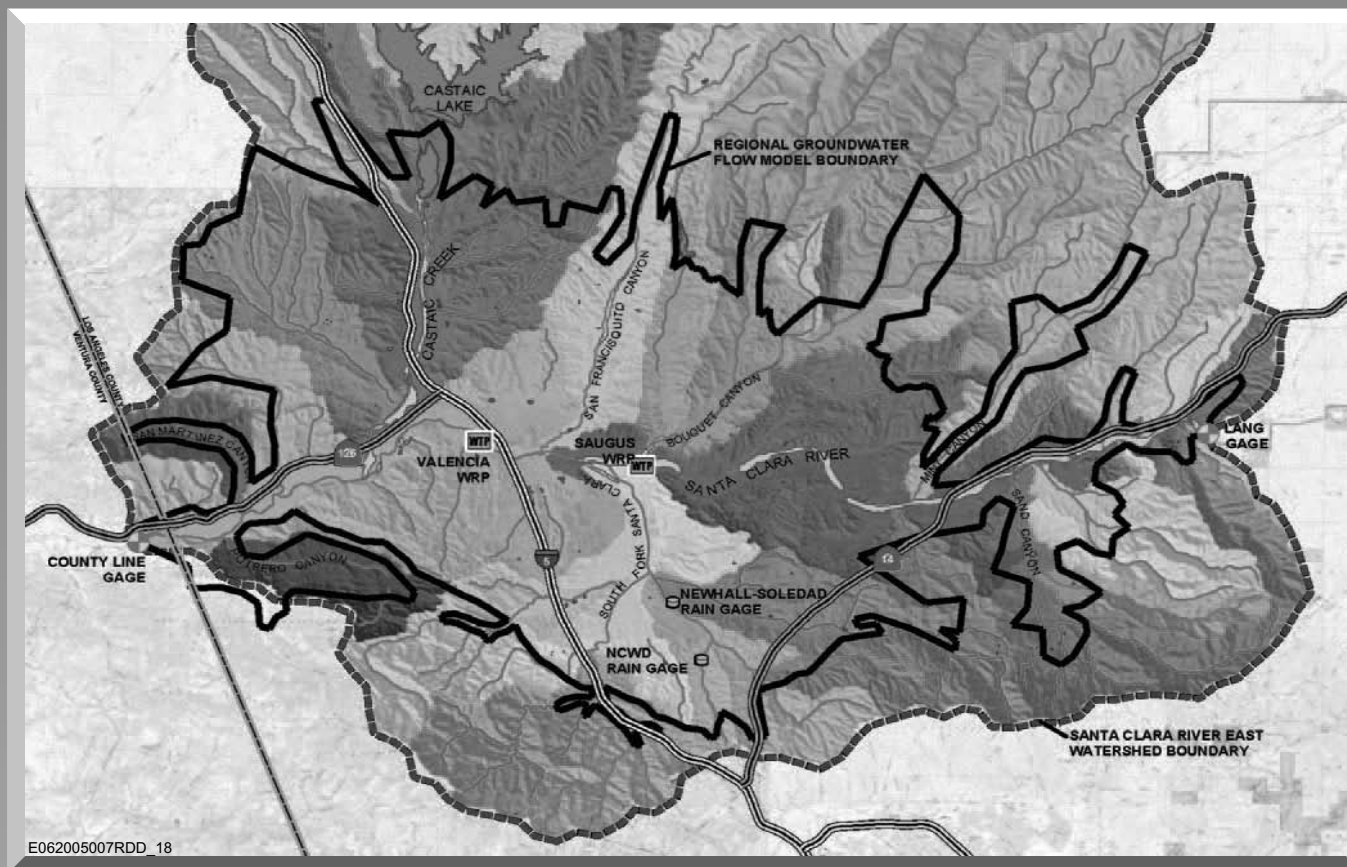 CASTAIC
LAKE
REGIONAL GROUNDWATER
FLOW MODEL BOUNDARY
CASTAIC CREEK
SAN FRANCISQUITO CANYON
LOS ANGELES COUNTY
VENTURA COUNTY
BOUQUET CANYON
SAN MARTINEZ CANYON
126
WTP
VALENCIA
WRP
SAUGUS
WRP
WTP
SANTA CLARA RIVER
MINT CANYON
LANG
GAGE
SAND CANYON
SOUTH FORK SANTA CLARA
COUNTY LINE
GAGE
POTRERO CANYON
5
14
NEWHALL-SOLEDAD
RAIN GAGE
NCWD
RAIN GAGE
SANTA CLARA RIVER EAST
WATERSHED BOUNDARY
E062005007RDD_18